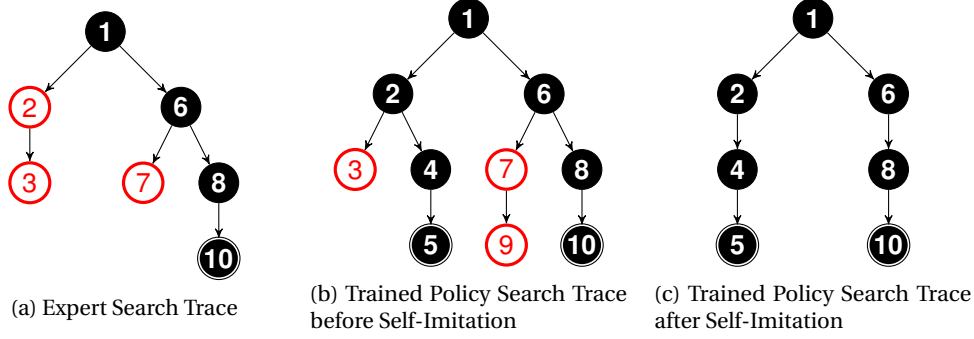 1
2 6
3 7 8
10
(a) Expert Search Trace
1
2 6
3 4 7 8
5 9 10
(b) Trained Policy Search Trace
before Self-Imitation
1
2 6
4 8
5 10
(c) Trained Policy Search Trace
after Self-Imitation